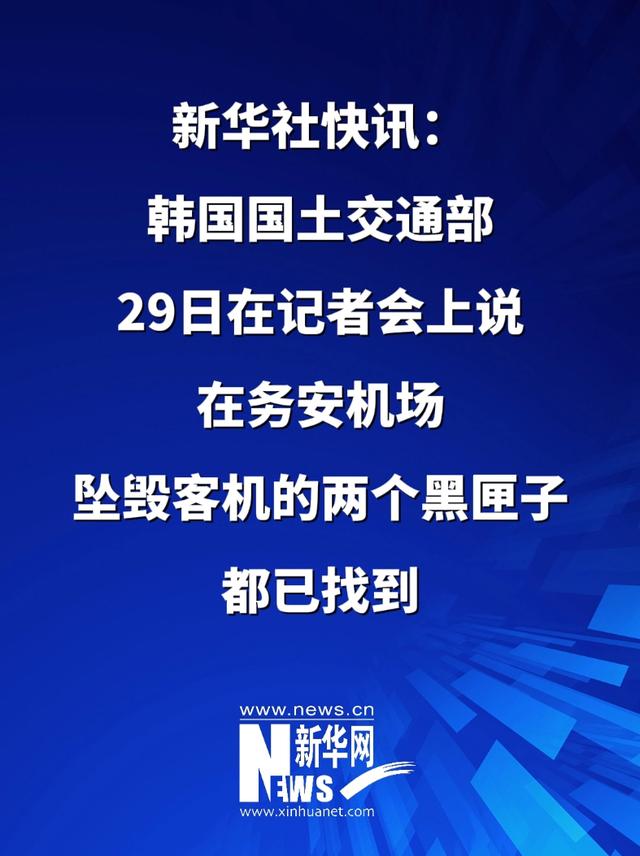 新华社快讯：
韩国国土交通部
29日在记者会上说
在务安机场
坠毁客机的两个黑匣子
都已找到
www.news.cn
新华网
NEWS
www.xinhuanet.com